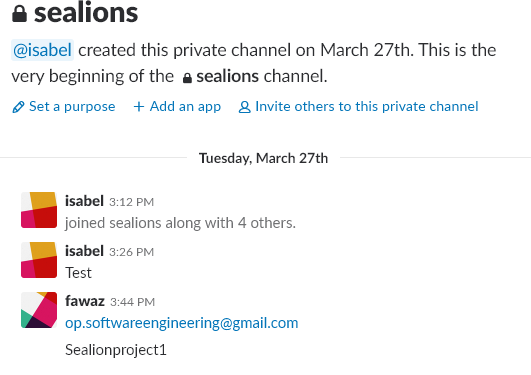 sealions
@isabel created this private channel on March 27th. This is the
very beginning of the sealions channel.
Set a purpose + Add an app Invite others to this private channel
Tuesday, March 27th
isabel 3:12 PM
joined sealions along with 4 others.
isabel 3:26 PM
Test
fawaz 3:44 PM
op.softwareengineering@gmail.com
Sealionproject1